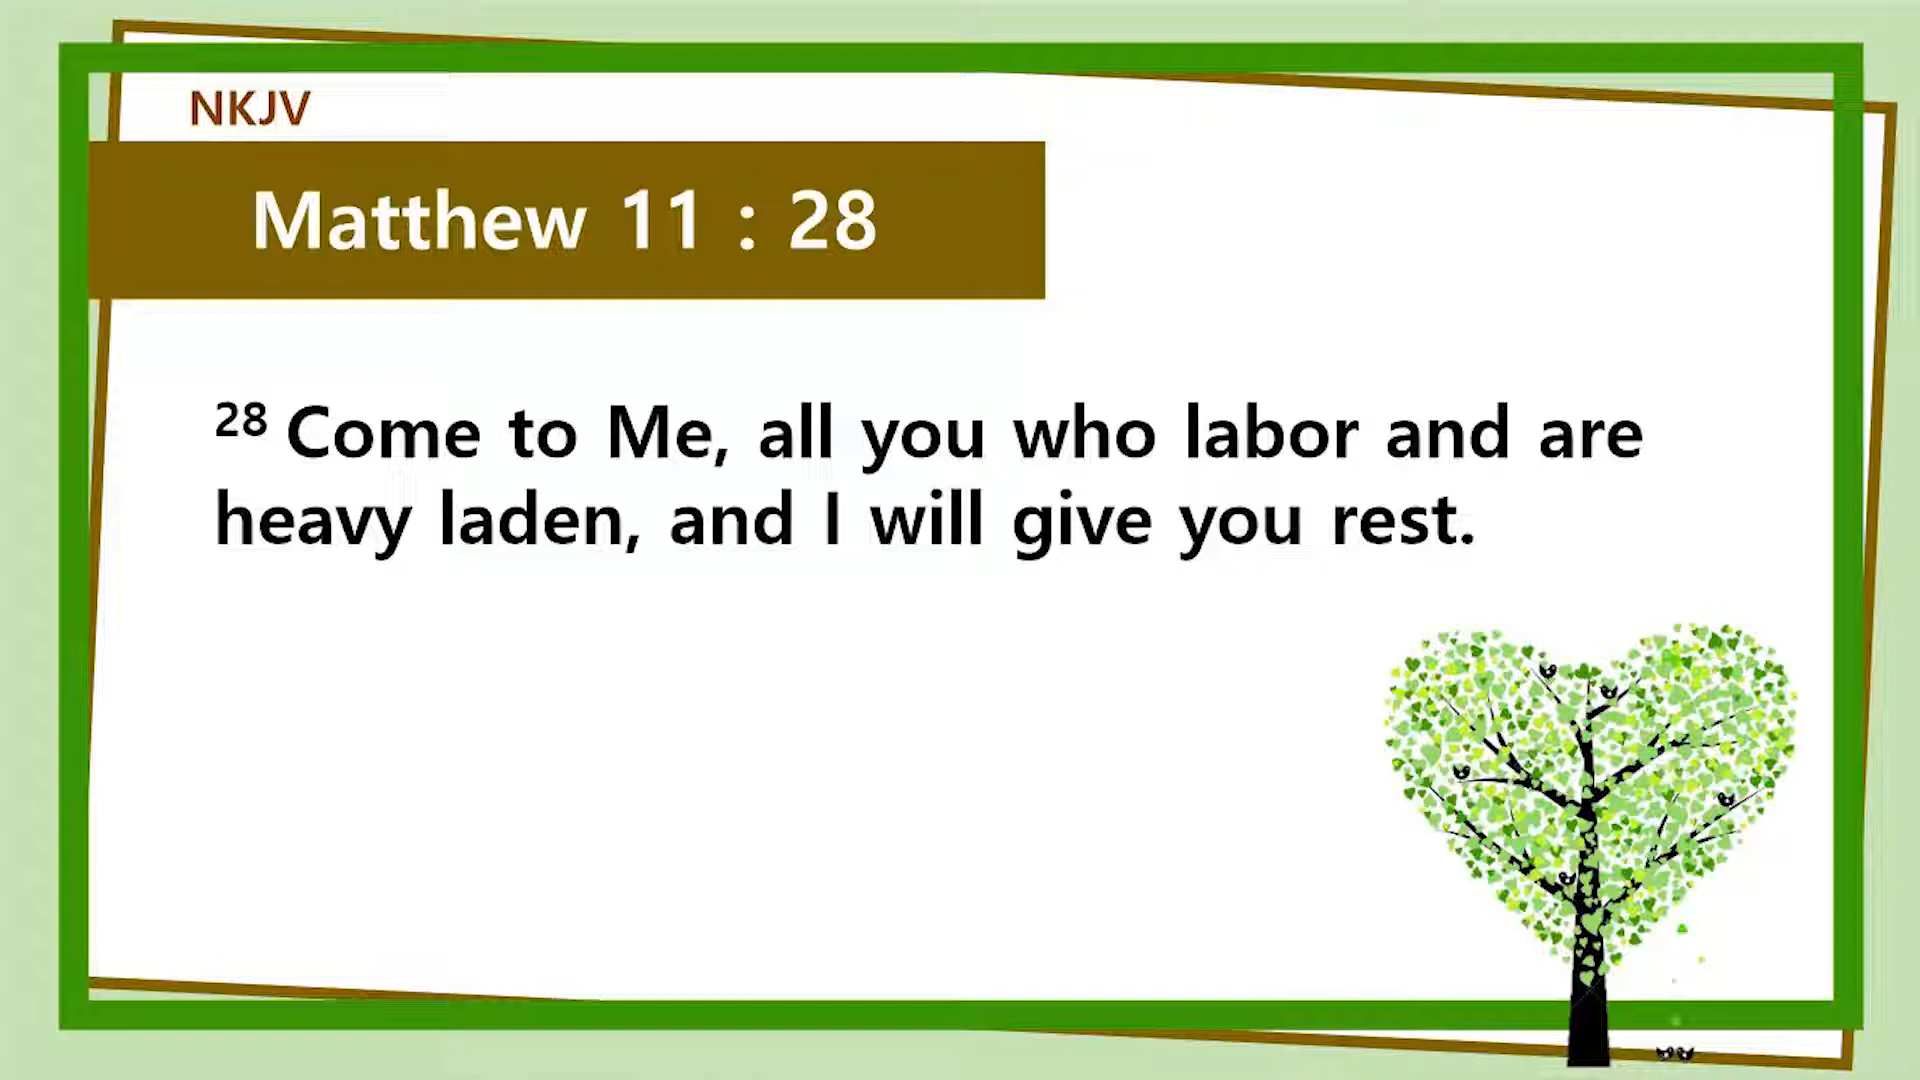 NKJV
Matthew 11 : 28
28 Come to Me, all you who labor and are
heavy laden, and I will give you rest.